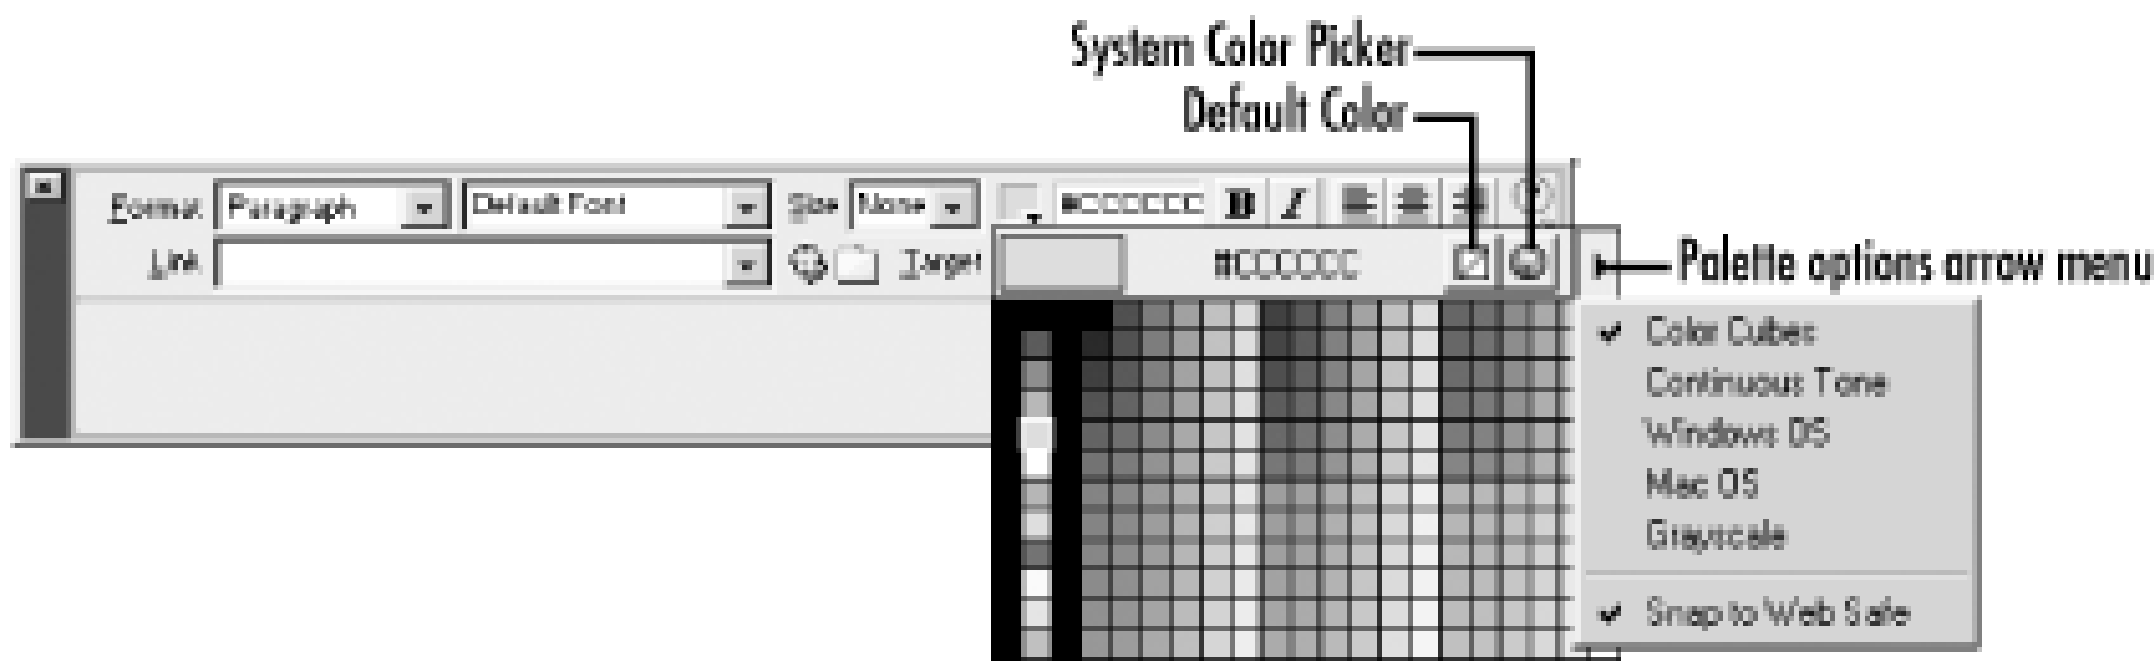 System Color Picker
Default Color
Format Paragraph Default Font Size None #CCCCCC B I
Link Target #CCCCCC Palette options arrow menu
Color Cubes
Continuous Tone
Windows OS
Mac OS
Grayscale
Snap to Web Safe